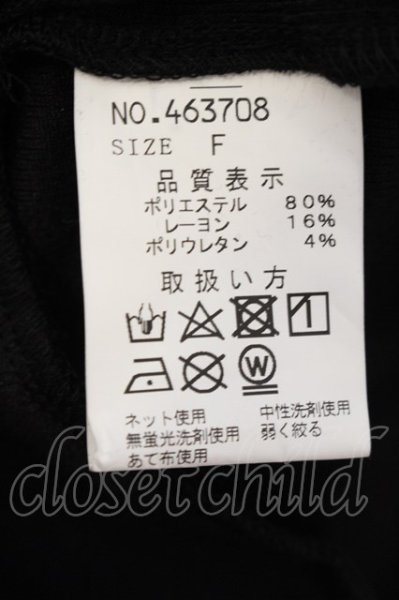 NO.463708
SIZE F
品質表示
ポリエステル 80%
レーヨン 16%
ポリウレタン 4%
取扱い方
W
ネット使用 中性洗剤使用
無蛍光洗剤使用 弱く絞る
あて布使用
closetchild